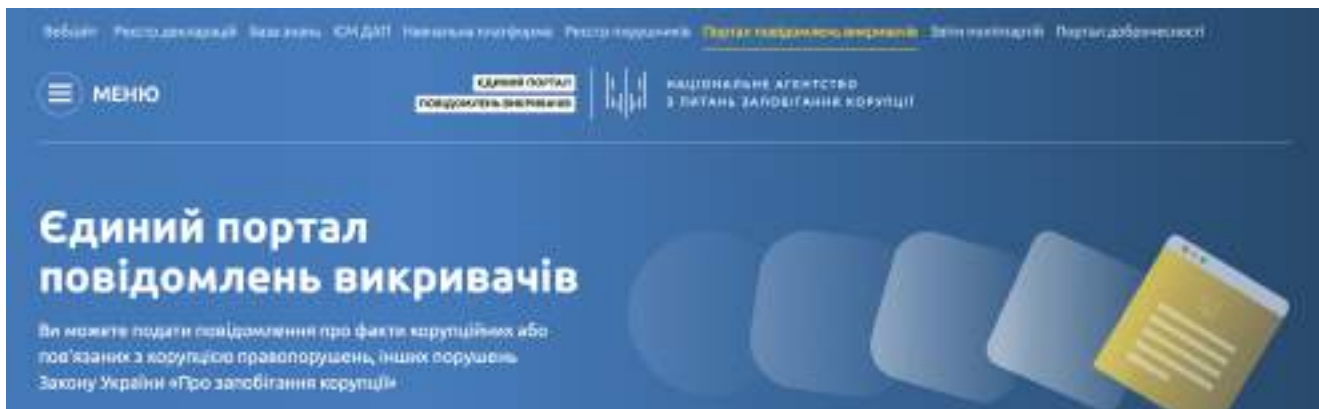 Вебсайт Реєстр декларацій База знань ЮМДАП Навчальна платформа Реєстр порушників Портал повідомлень викривачів Звіти політпартій Портал доброчесності
МЕНЮ
ЄДИНИЙ ПОРТАЛ
ПОВІДОМЛЕНЬ ВИКРИВАЧІВ
НАЦІОНАЛЬНЕ АГЕНТСТВО
З ПИТАНЬ ЗАПОБІГАННЯ КОРУПЦІЇ
Єдиний портал
повідомлень викривачів
Ви можете подати повідомлення про факти корупційних або
пов'язаних з корупцією правопорушень, інших порушень
Закону України «Про запобігання корупції»